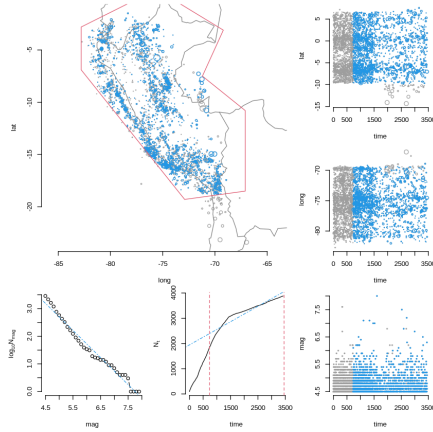 lat
-5
-10
-15
-20
-85 -80 -75 -70 -65
long
lat
5
0
-5
-10
-15
0 500 1500 2500 3500
time
long
-70
-75
-80
0 500 1500 2500 3500
time
log₁₀N_mag
3.0
2.0
1.0
0.0
4.5 5.5 6.5 7.5
mag
N_t
4000
3000
2000
1000
0
0 500 1500 2500 3500
time
mag
7.5
6.5
5.5
4.5
0 500 1500 2500 3500
time